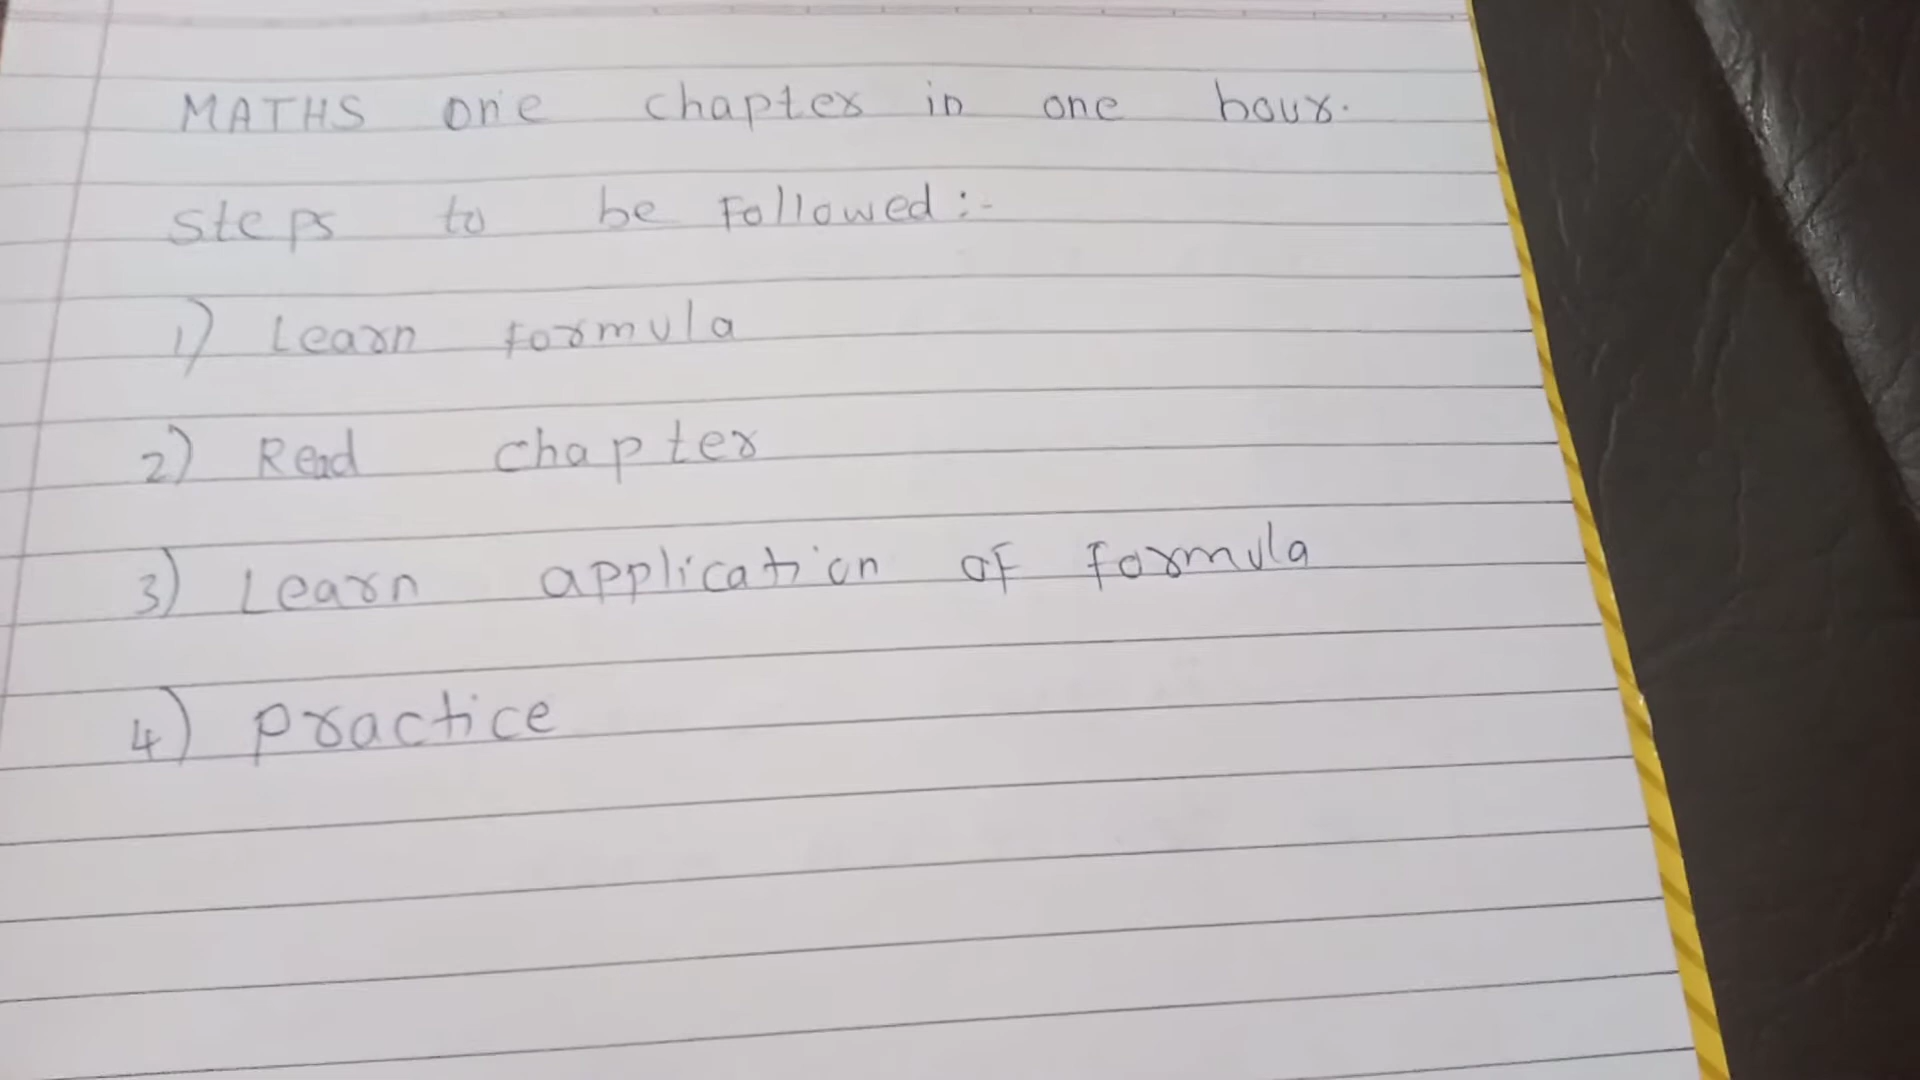 MATHS one chapter in one hour.
steps to be Followed :-
1) Learn formula
2) Read chapter
3) Learn application of formula
4) practice